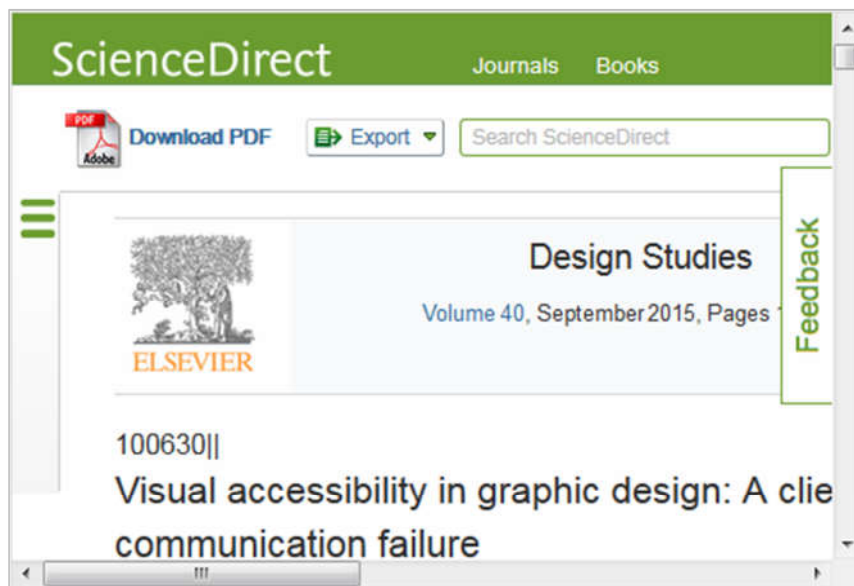 ScienceDirect
Journals Books
PDF
Adobe
Download PDF
Export
Search ScienceDirect
Feedback
ELSEVIER
Design Studies
Volume 40, September 2015, Pages
100630||
Visual accessibility in graphic design: A clie
communication failure